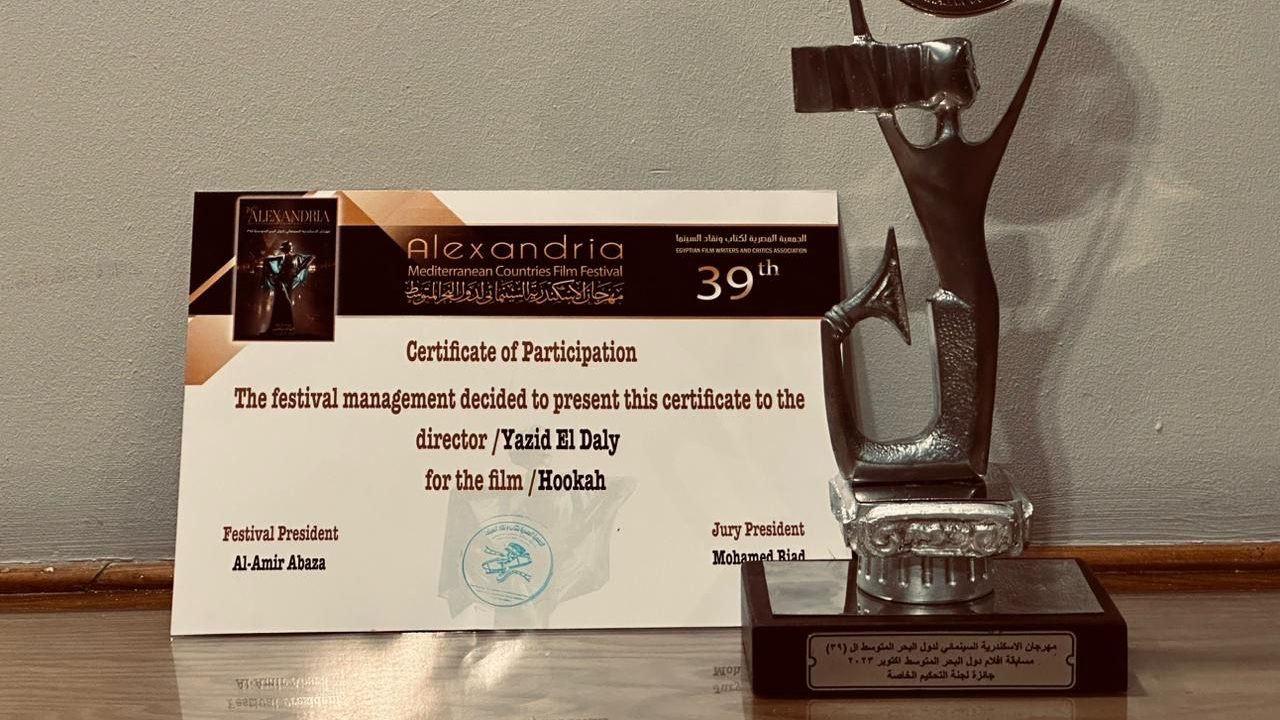 ALEXANDRIA
Alexandria
Mediterranean Countries Film Festival
مهرجان الإسكندرية السينمائي لدول البحر المتوسط
الجمعية المصرية لكتاب ونقاد السينما
EGYPTIAN FILM WRITERS AND CRITICS ASSOCIATION
39th
Certificate of Participation
The festival management decided to present this certificate to the
director /Yazid El Daly
for the film /Hookah
Festival President
Al-Amir Abaza
Jury President
Mohamed Riad
مهرجان الاسكندرية السينمائي لدول البحر المتوسط ال (٣٩)
مسابقة افلام دول البحر المتوسط اكتوبر ٢٠٢٣
جائزة لجنة التحكيم الخاصة